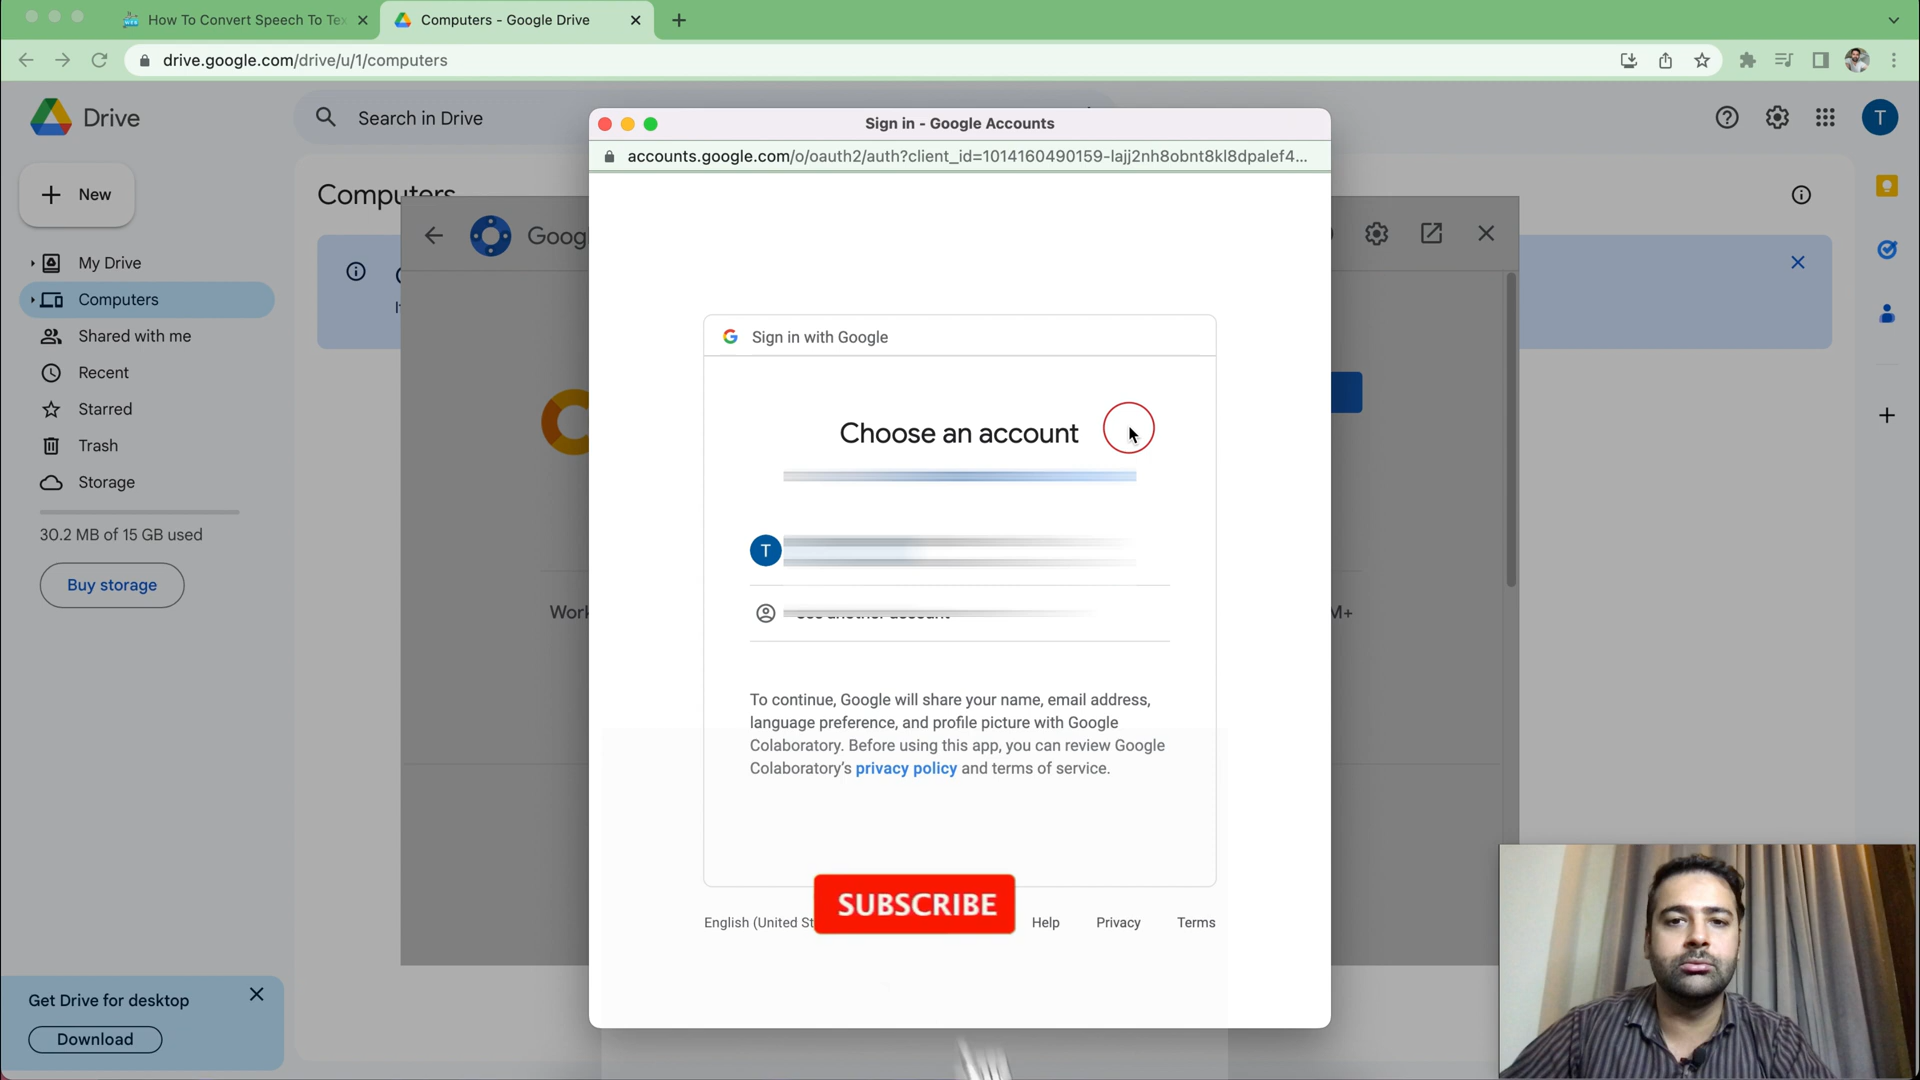 How To Convert Speech To Tex
Computers - Google Drive
drive.google.com/drive/u/1/computers
Drive
Search in Drive
T
Sign in - Google Accounts
accounts.google.com/o/oauth2/auth?client_id=1014160490159-lajj2nh8obnt8kl8dpalef4...
New
Computers
Goog
My Drive
Computers
Shared with me
Recent
Starred
Trash
Storage
30.2 MB of 15 GB used
Buy storage
Work
M+
Sign in with Google
Choose an account
T
To continue, Google will share your name, email address,
language preference, and profile picture with Google
Colaboratory. Before using this app, you can review Google
Colaboratory's privacy policy and terms of service.
SUBSCRIBE
English (United St
Help
Privacy
Terms
Get Drive for desktop
Download